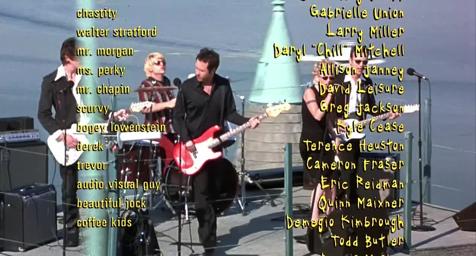 chastity Gabrielle Union
walter stratford Larry Miller
mr. morgan Daryl "Chill" Mitchell
ms. perky Allison Janney
mr. chapin David Leisure
scurvy Greg Jackson
bogey lowenstein Kyle Cease
derek Terence Heuston
trevor Cameron Fraser
audio visual guy Eric Reidman
beautiful jock Quinn Maixner
coffee kids Demegio Kimbrough
Todd Butler